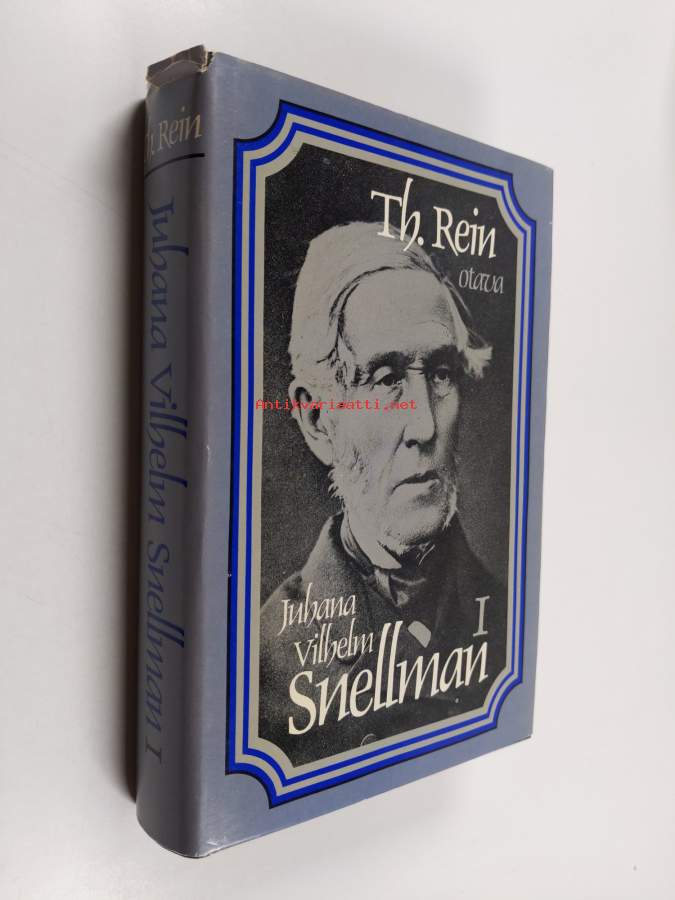 Th. Rein
Juhana Vilhelm Snellman I
Th. Rein
otava
Antikvariaatti.net
Juhana
Vilhelm
Snellman I